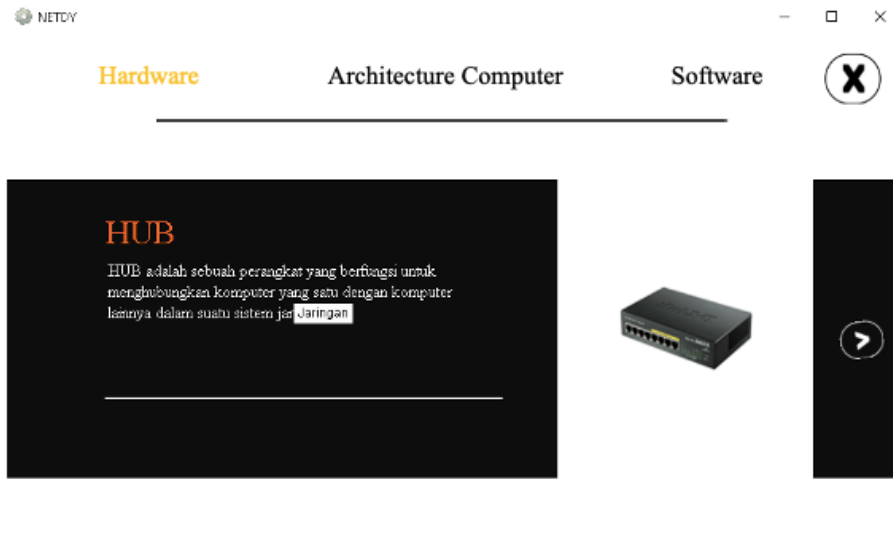 NETDY
Hardware
Architecture Computer
Software
X
HUB
HUB adalah sebuah perangkat yang berfungsi untuk
menghubungkan komputer yang satu dengan komputer
lainnya dalam suatu sistem jar Jaringan